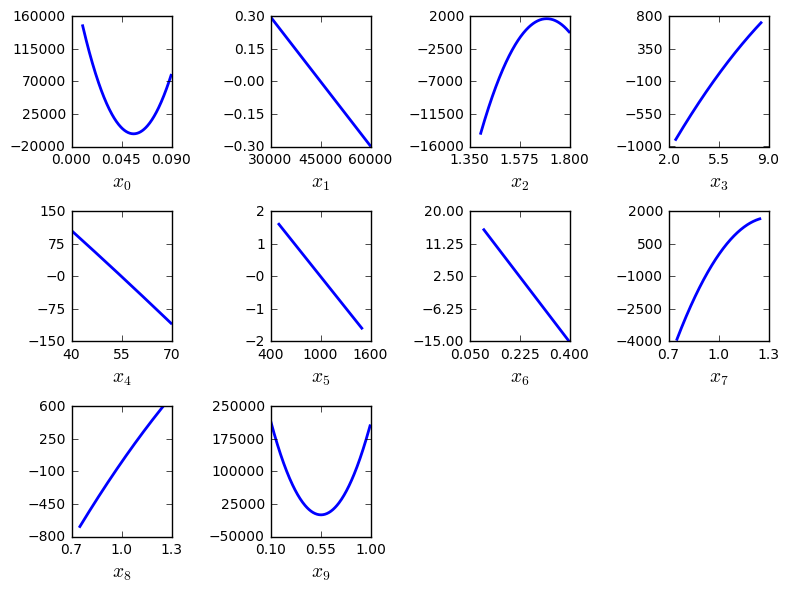 160000 0.30 2000 800
115000 0.15 −2500 350
70000 −0.00 −7000 −100
25000 −0.15 −11500 −550
−20000 −0.30 −16000 −1000
0.000 0.045 0.090 30000 45000 60000 1.350 1.575 1.800 2.0 5.5 9.0
x₀ x₁ x₂ x₃
150 2 20.00 2000
75 1 11.25 500
−0 −0 2.50 −1000
−75 −1 −6.25 −2500
−150 −2 −15.00 −4000
40 55 70 400 1000 1600 0.050 0.225 0.400 0.7 1.0 1.3
x₄ x₅ x₆ x₇
600 250000
250 175000
−100 100000
−450 25000
−800 −50000
0.7 1.0 1.3 0.10 0.55 1.00
x₈ x₉